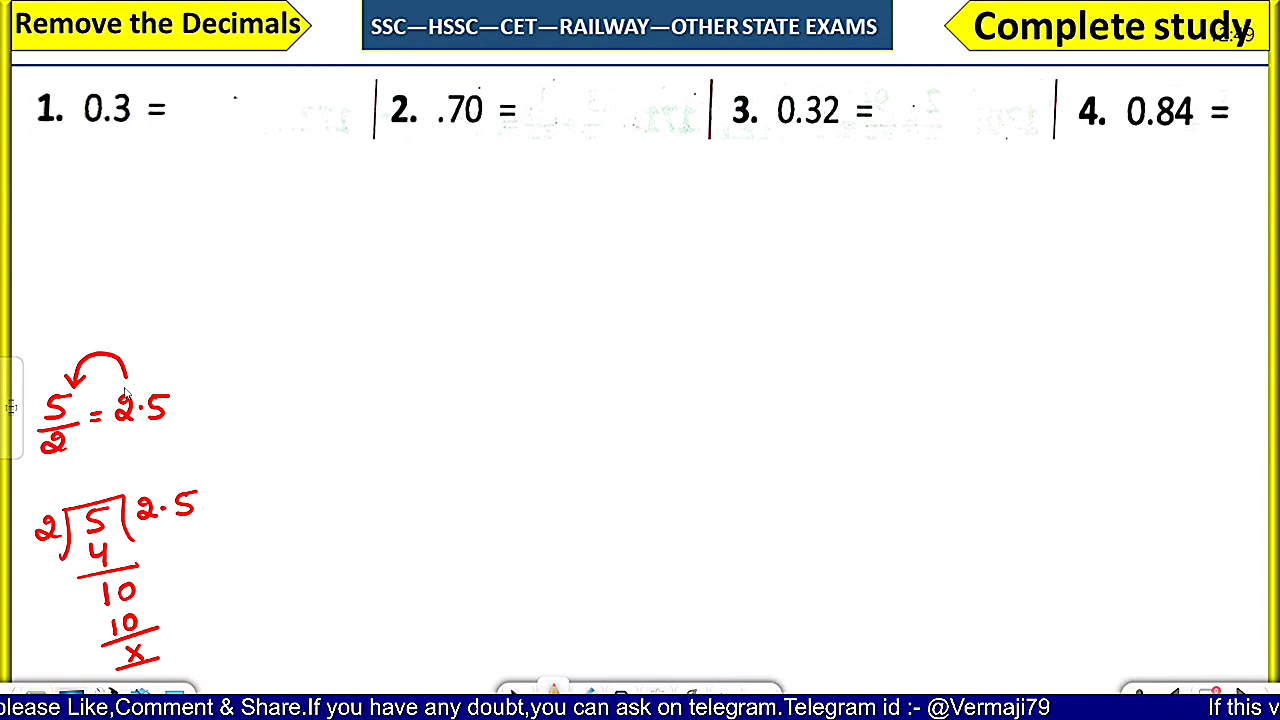 Remove the Decimals
SSC—HSSC—CET—RAILWAY—OTHER STATE EXAMS
Complete study
1. 0.3 =
2. .70 =
3. 0.32 =
4. 0.84 =
5/2 = 2.5
2 5 2.5
4
10
10
x
please Like,Comment & Share.If you have any doubt,you can ask on telegram.Telegram id :- @Vermaji79 If this v